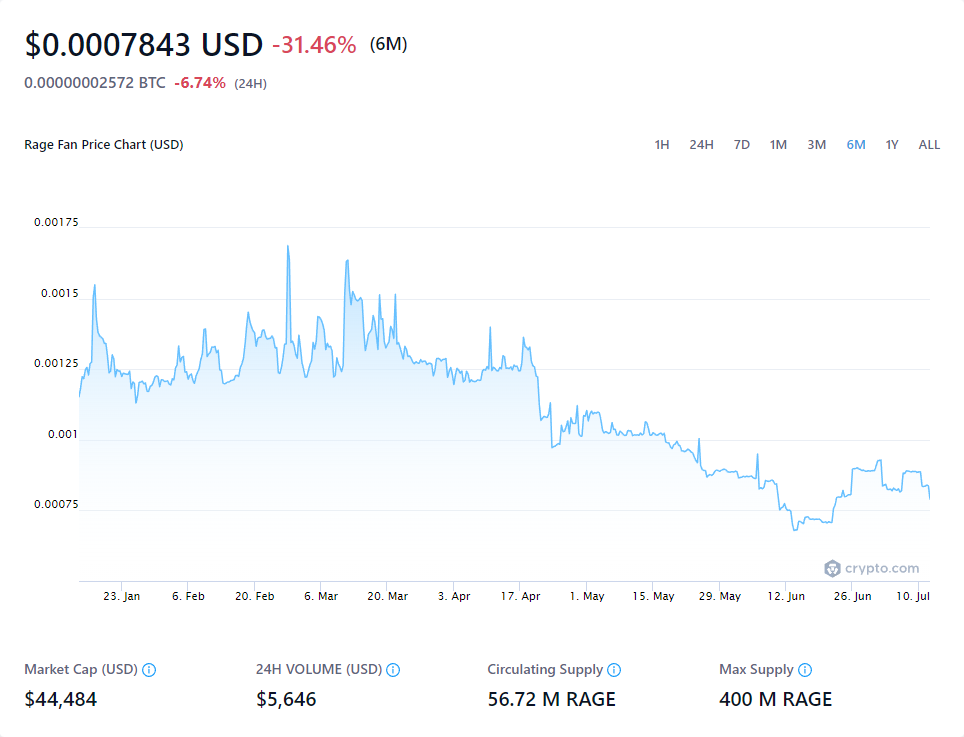 $0.0007843 USD -31.46% (6M)
0.00000002572 BTC -6.74% (24H)
Rage Fan Price Chart (USD) 1H 24H 7D 1M 3M 6M 1Y ALL
0.00175
0.0015
0.00125
0.001
0.00075
crypto.com
23. Jan 6. Feb 20. Feb 6. Mar 20. Mar 3. Apr 17. Apr 1. May 15. May 29. May 12. Jun 26. Jun 10. Jul
Market Cap (USD) 24H VOLUME (USD) Circulating Supply Max Supply
$44,484 $5,646 56.72 M RAGE 400 M RAGE